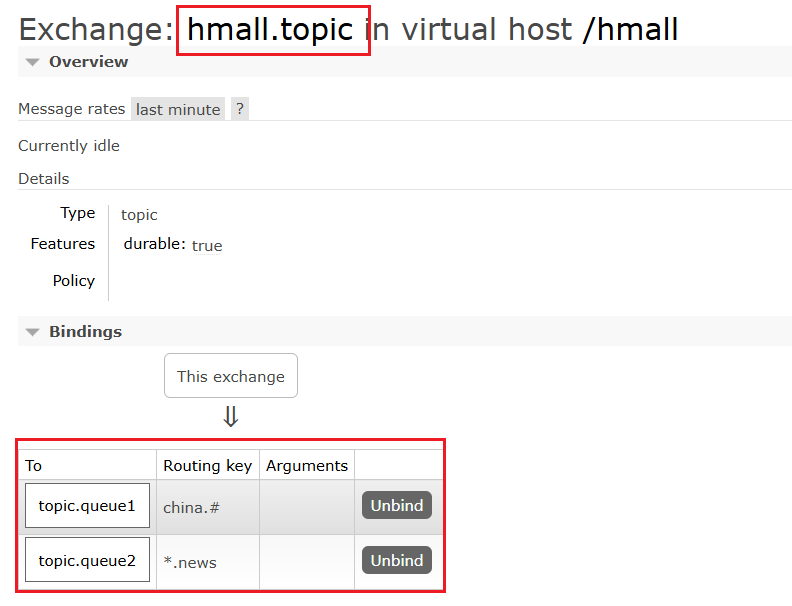 Exchange: hmall.topic in virtual host /hmall
Overview
Message rates last minute ?
Currently idle
Details
Type topic
Features durable: true
Policy
Bindings
This exchange
⇓
To Routing key Arguments
topic.queue1 china.# Unbind
topic.queue2 *.news Unbind